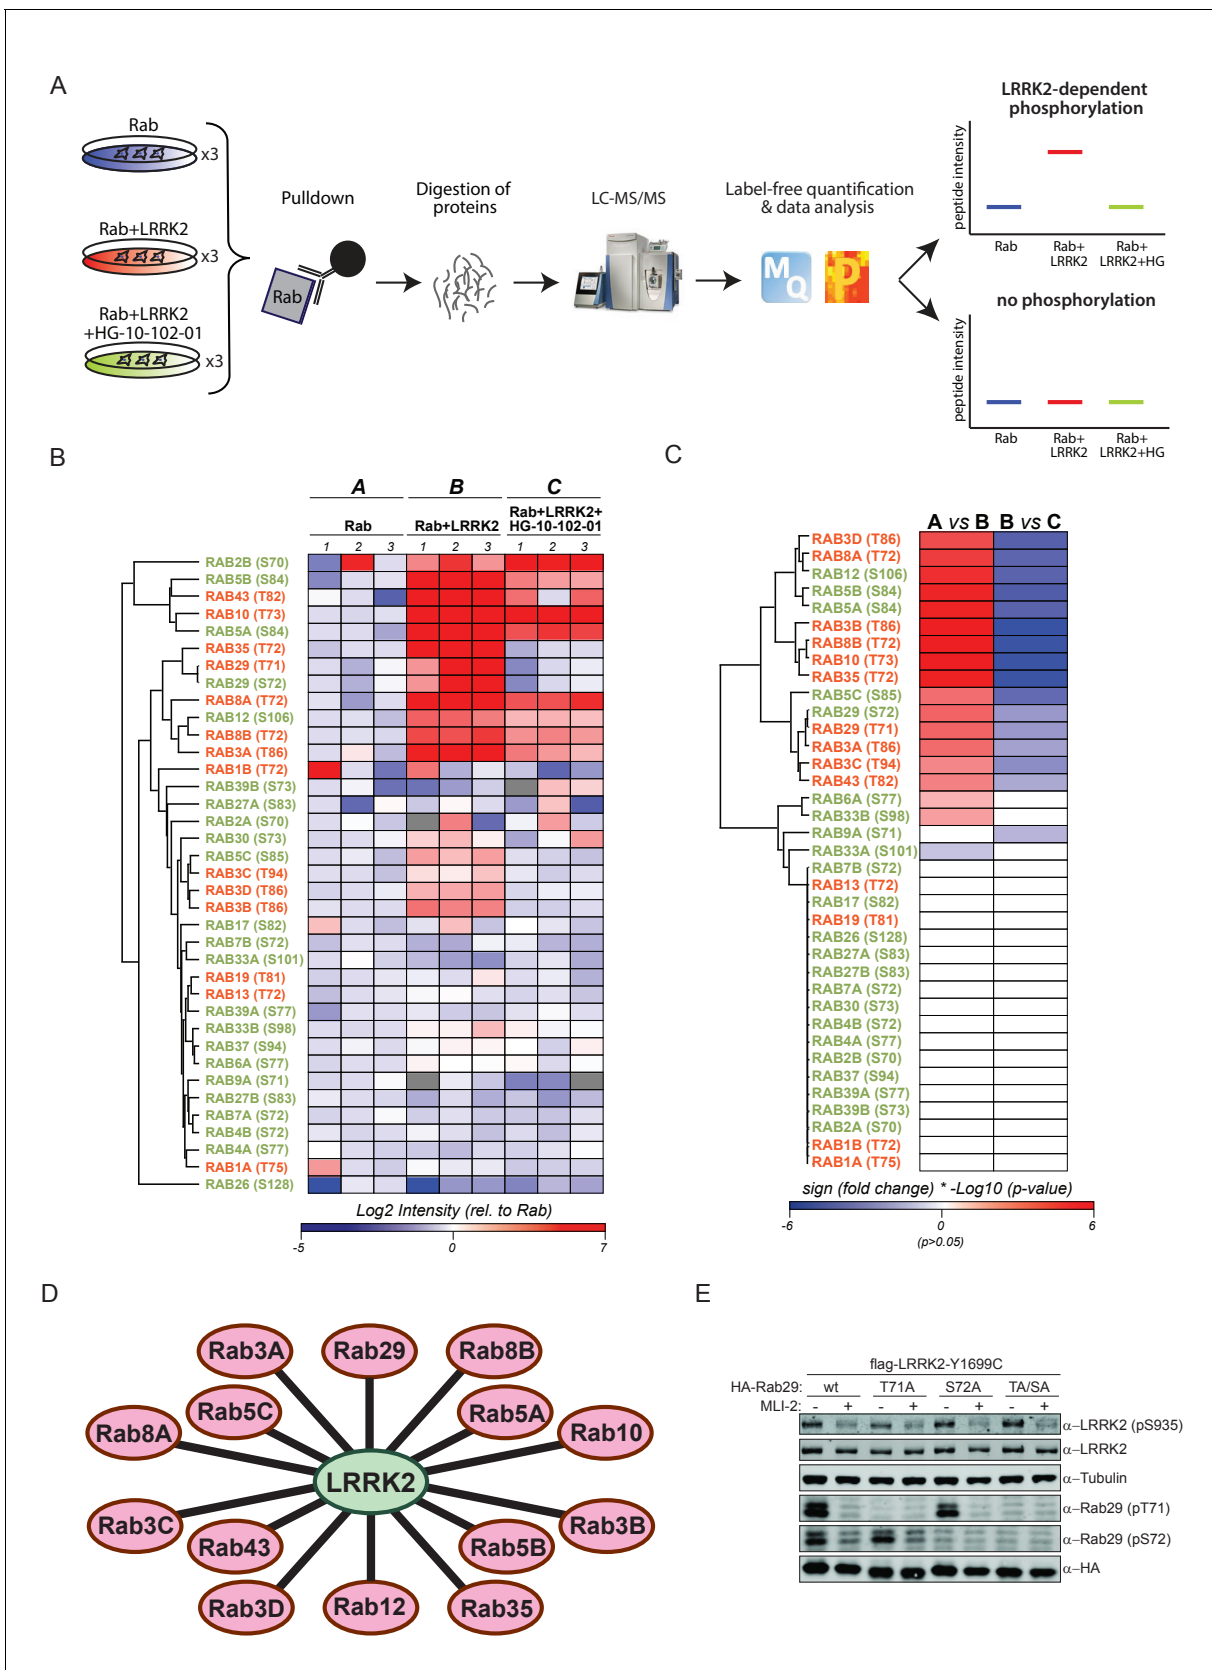 A
Rab
x3
Rab+LRRK2
x3
Rab+LRRK2
+HG-10-102-01
x3
Pulldown
Rab
Digestion of
proteins
LC-MS/MS
Label-free quantification
& data analysis
MQ
P
LRRK2-dependent
phosphorylation
peptide intensity
Rab
Rab+
LRRK2
Rab+
LRRK2+HG
no phosphorylation
peptide intensity
Rab
Rab+
LRRK2
Rab+
LRRK2+HG
B
A B C
Rab
Rab+LRRK2
Rab+LRRK2+
HG-10-102-01
1 2 3 1 2 3 1 2 3
RAB2B (S70)
RAB5B (S84)
RAB43 (T82)
RAB10 (T73)
RAB5A (S84)
RAB35 (T72)
RAB29 (T71)
RAB29 (S72)
RAB8A (T72)
RAB12 (S106)
RAB8B (T72)
RAB3A (T86)
RAB1B (T72)
RAB39B (S73)
RAB27A (S83)
RAB2A (S70)
RAB30 (S73)
RAB5C (S85)
RAB3C (T94)
RAB3D (T86)
RAB3B (T86)
RAB17 (S82)
RAB7B (S72)
RAB33A (S101)
RAB19 (T81)
RAB13 (T72)
RAB39A (S77)
RAB33B (S98)
RAB37 (S94)
RAB6A (S77)
RAB9A (S71)
RAB27B (S83)
RAB7A (S72)
RAB4B (S72)
RAB4A (S77)
RAB1A (T75)
RAB26 (S128)
Log2 Intensity (rel. to Rab)
-5 0 7
C
A vs B B vs C
RAB3D (T86)
RAB8A (T72)
RAB12 (S106)
RAB5B (S84)
RAB5A (S84)
RAB3B (T86)
RAB8B (T72)
RAB10 (T73)
RAB35 (T72)
RAB5C (S85)
RAB29 (S72)
RAB29 (T71)
RAB3A (T86)
RAB3C (T94)
RAB43 (T82)
RAB6A (S77)
RAB33B (S98)
RAB9A (S71)
RAB33A (S101)
RAB7B (S72)
RAB13 (T72)
RAB17 (S82)
RAB19 (T81)
RAB26 (S128)
RAB27A (S83)
RAB27B (S83)
RAB7A (S72)
RAB30 (S73)
RAB4B (S72)
RAB4A (S77)
RAB2B (S70)
RAB37 (S94)
RAB39A (S77)
RAB39B (S73)
RAB2A (S70)
RAB1B (T72)
RAB1A (T75)
sign (fold change) * -Log10 (p-value)
-6 0 6
(p>0.05)
D
Rab3A
Rab29
Rab8B
Rab5C
Rab5A
Rab8A
Rab10
LRRK2
Rab3C
Rab3B
Rab43
Rab5B
Rab3D
Rab12
Rab35
E
flag-LRRK2-Y1699C
HA-Rab29: wt T71A S72A TA/SA
MLI-2: - + - + - + - +
α–LRRK2 (pS935)
α–LRRK2
α–Tubulin
α–Rab29 (pT71)
α–Rab29 (pS72)
α–HA